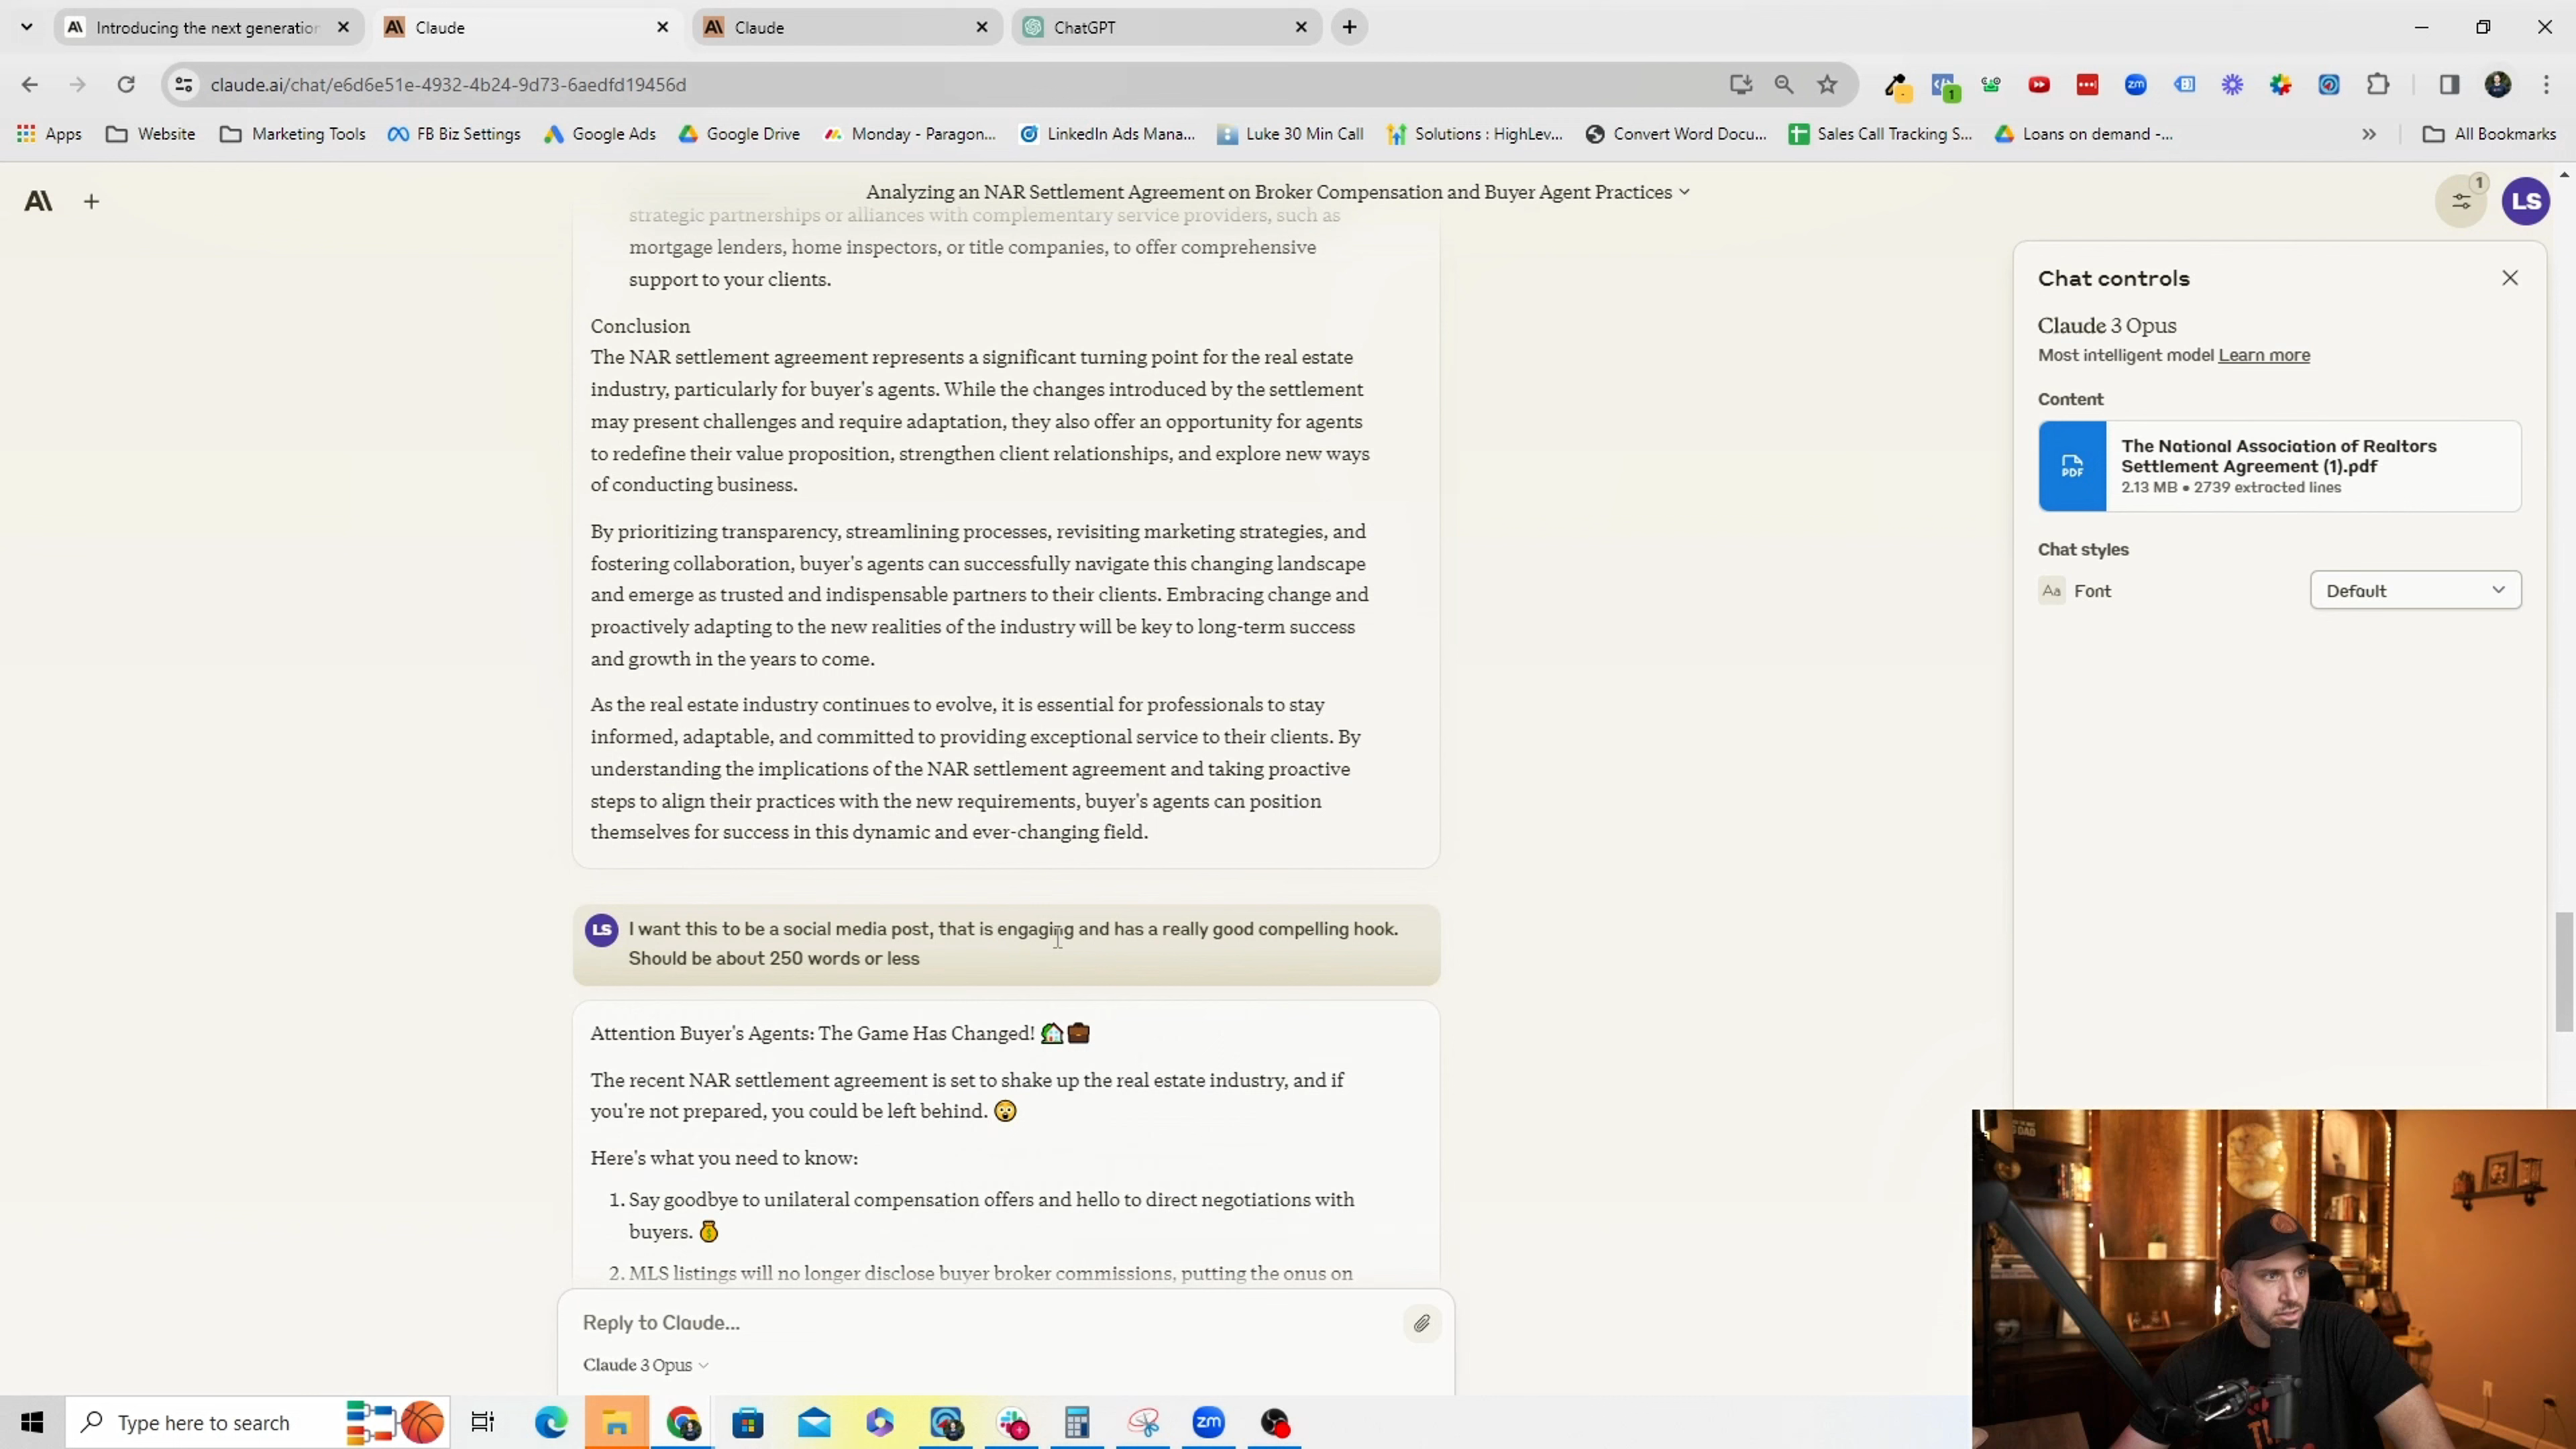 Introducing the next generation
Claude
Claude
ChatGPT
claude.ai/chat/e6d6e51e-4932-4b24-9d73-6aedfd19456d
1
Apps
Website
Marketing Tools
FB Biz Settings
Google Ads
Google Drive
Monday - Paragon...
LinkedIn Ads Mana...
Luke 30 Min Call
Solutions : HighLev...
Convert Word Docu...
Sales Call Tracking S...
Loans on demand -...
All Bookmarks
Analyzing an NAR Settlement Agreement on Broker Compensation and Buyer Agent Practices
1
LS
strategic partnerships or alliances with complementary service providers, such as
mortgage lenders, home inspectors, or title companies, to offer comprehensive
support to your clients.
Conclusion
The NAR settlement agreement represents a significant turning point for the real estate
industry, particularly for buyer's agents. While the changes introduced by the settlement
may present challenges and require adaptation, they also offer an opportunity for agents
to redefine their value proposition, strengthen client relationships, and explore new ways
of conducting business.
By prioritizing transparency, streamlining processes, revisiting marketing strategies, and
fostering collaboration, buyer's agents can successfully navigate this changing landscape
and emerge as trusted and indispensable partners to their clients. Embracing change and
proactively adapting to the new realities of the industry will be key to long-term success
and growth in the years to come.
As the real estate industry continues to evolve, it is essential for professionals to stay
informed, adaptable, and committed to providing exceptional service to their clients. By
understanding the implications of the NAR settlement agreement and taking proactive
steps to align their practices with the new requirements, buyer's agents can position
themselves for success in this dynamic and ever-changing field.
LS
I want this to be a social media post, that is engaging and has a really good compelling hook.
Should be about 250 words or less
Attention Buyer's Agents: The Game Has Changed! 🏡💼
The recent NAR settlement agreement is set to shake up the real estate industry, and if
you're not prepared, you could be left behind. 😲
Here's what you need to know:
1. Say goodbye to unilateral compensation offers and hello to direct negotiations with
buyers. 💰
2. MLS listings will no longer disclose buyer broker commissions, putting the onus on
Reply to Claude...
Claude 3 Opus
Chat controls
Claude 3 Opus
Most intelligent model Learn more
Content
PDF
The National Association of Realtors
Settlement Agreement (1).pdf
2.13 MB • 2739 extracted lines
Chat styles
Aa Font
Default
Type here to search
zm